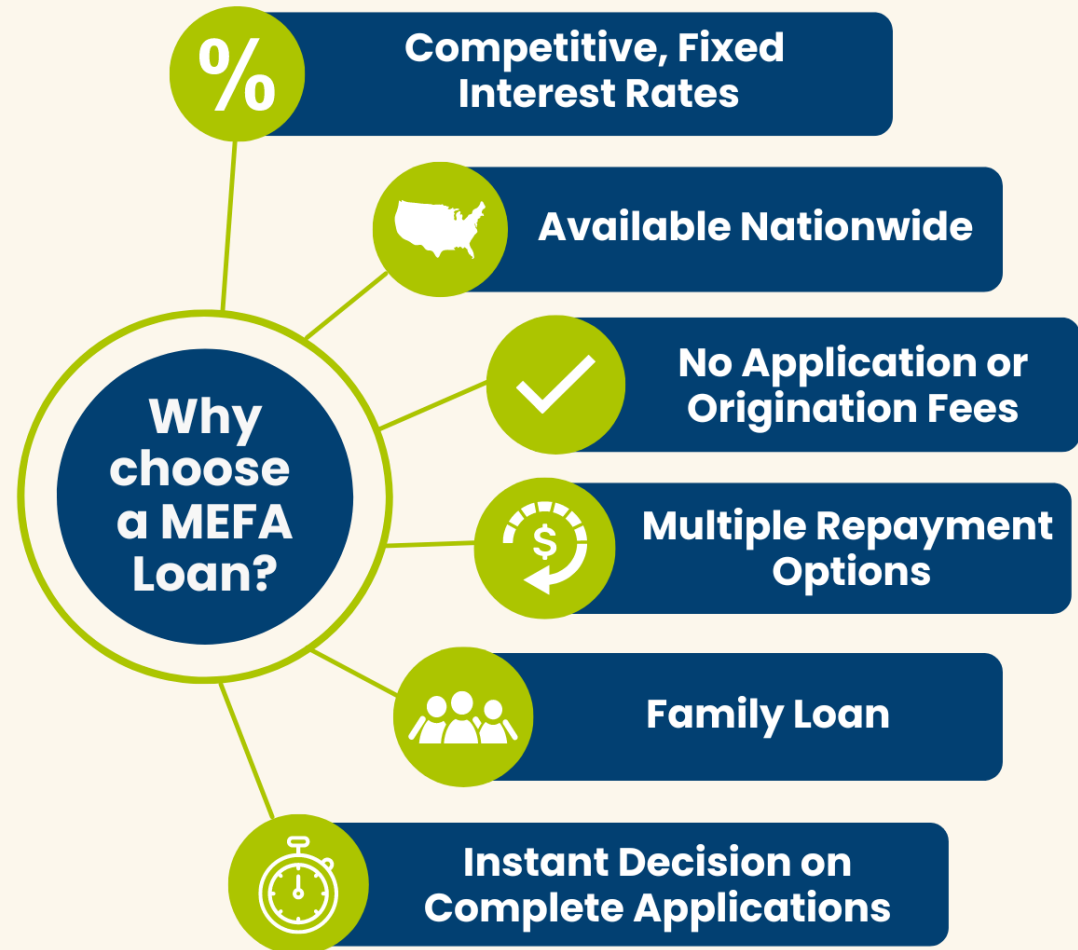 %
Competitive, Fixed
Interest Rates
Available Nationwide
No Application or
Origination Fees
Why
choose
a MEFA
Loan?
$
Multiple Repayment
Options
Family Loan
Instant Decision on
Complete Applications